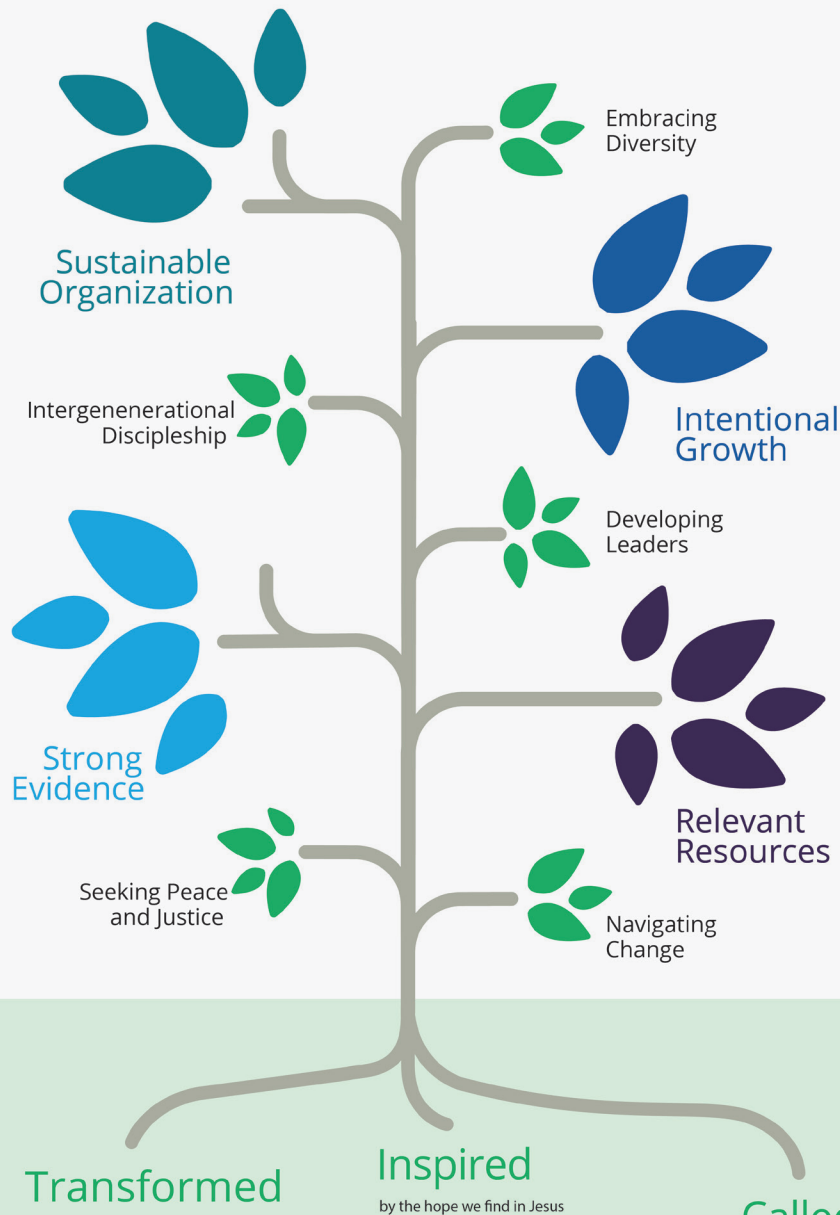 Embracing
Diversity
Sustainable
Organization
Intergenenerational
Discipleship
Intentional
Growth
Developing
Leaders
Strong
Evidence
Relevant
Resources
Seeking Peace
and Justice
Navigating
Change
Transformed
Inspired
by the hope we find in Jesus